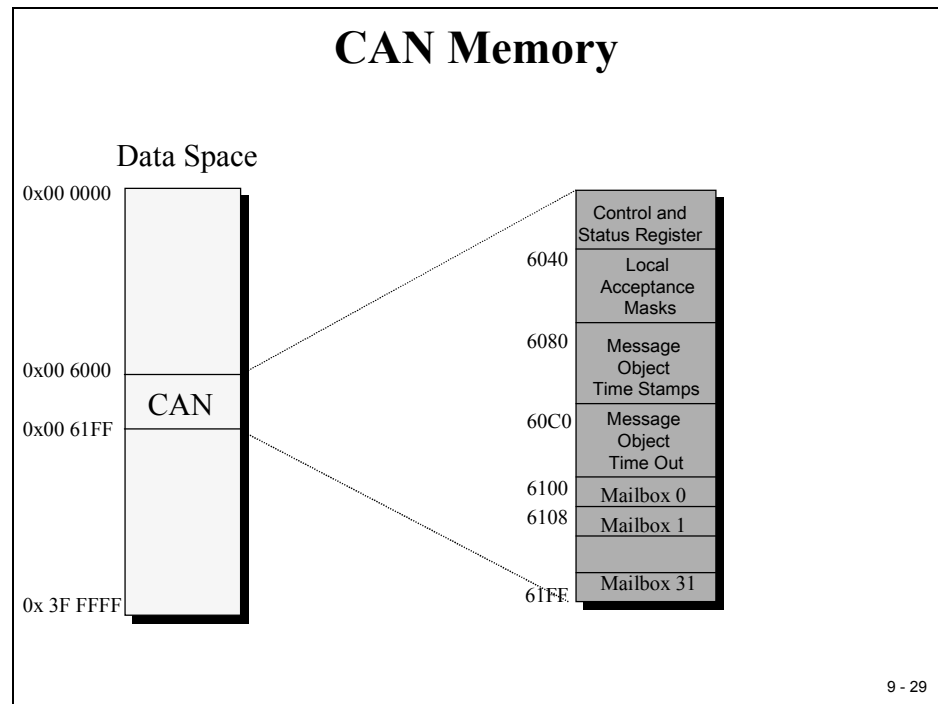 CAN Memory
Data Space
0x00 0000
0x00 6000
CAN
0x00 61FF
0x 3F FFFF
Control and
Status Register
6040
Local
Acceptance
Masks
6080
Message
Object
Time Stamps
60C0
Message
Object
Time Out
6100
Mailbox 0
6108
Mailbox 1
Mailbox 31
61FF
9 - 29